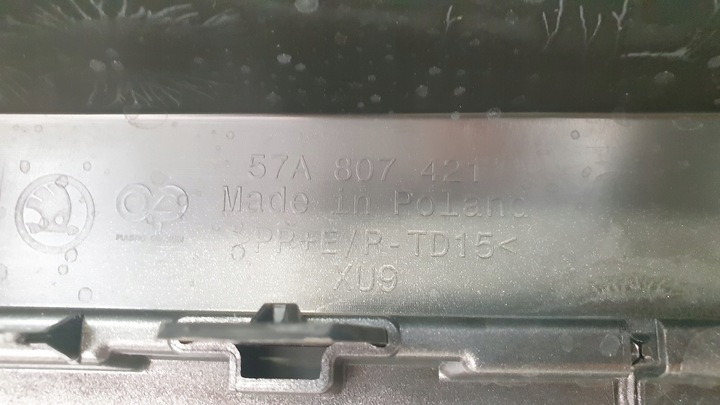 57A 807 421
Made in Poland
>PP+E/P-TD15<
XU9